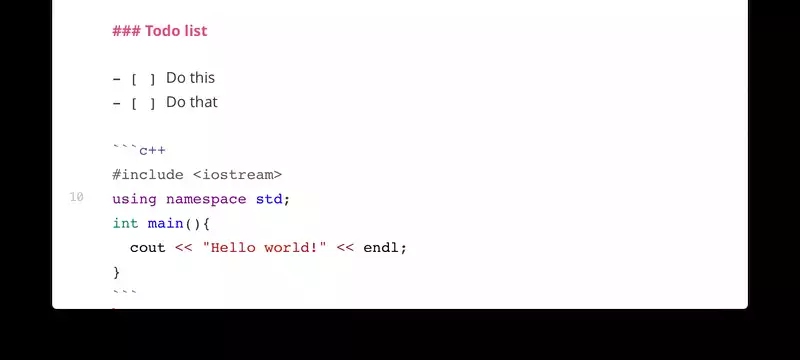 ### Todo list
- [ ] Do this
- [ ] Do that
```c++
#include <iostream>
10 using namespace std;
int main(){
  cout << "Hello world!" << endl;
}
```